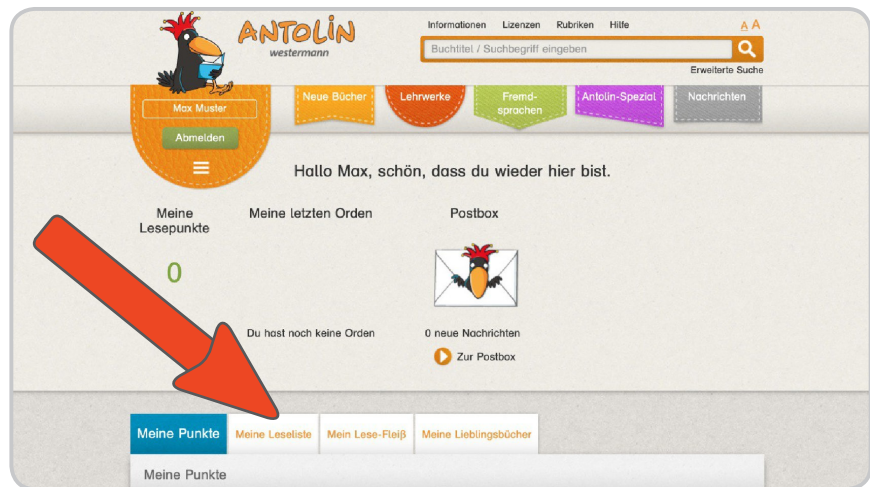 ANTOLIN
westermann
Informationen Lizenzen Rubriken Hilfe A A
Buchtitel / Suchbegriff eingeben
Erweiterte Suche
Max Muster
Abmelden
Neue Bücher
Lehrwerke
Fremd-
sprachen
Antolin-Spezial
Nachrichten
Hallo Max, schön, dass du wieder hier bist.
Meine
Lesepunkte
0
Meine letzten Orden
Du hast noch keine Orden
Postbox
0 neue Nachrichten
Zur Postbox
Meine Punkte Meine Leseliste Mein Lese-Fleiß Meine Lieblingsbücher
Meine Punkte